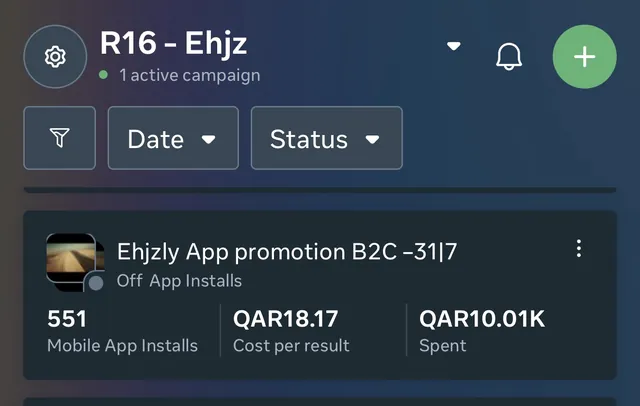 R16 - Ehjz
1 active campaign
Date
Status
Ehjzly App promotion B2C -31|7
Off App Installs
551 QAR18.17 QAR10.01K
Mobile App Installs Cost per result Spent